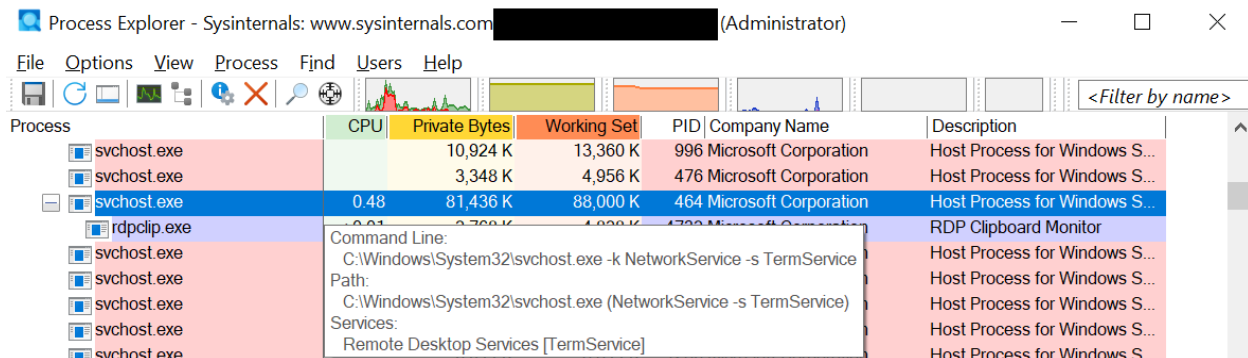 Process Explorer - Sysinternals: www.sysinternals.com (Administrator)
File Options View Process Find Users Help
<Filter by name>
Process CPU Private Bytes Working Set PID Company Name Description
svchost.exe 10,924 K 13,360 K 996 Microsoft Corporation Host Process for Windows S...
svchost.exe 3,348 K 4,956 K 476 Microsoft Corporation Host Process for Windows S...
svchost.exe 0.48 81,436 K 88,000 K 464 Microsoft Corporation Host Process for Windows S...
rdpclip.exe RDP Clipboard Monitor
Command Line:
svchost.exe Host Process for Windows S...
C:\Windows\System32\svchost.exe -k NetworkService -s TermService
svchost.exe Host Process for Windows S...
Path:
C:\Windows\System32\svchost.exe (NetworkService -s TermService)
svchost.exe Host Process for Windows S...
Services:
svchost.exe Host Process for Windows S...
Remote Desktop Services [TermService]
svchost.exe Host Process for Windows S...